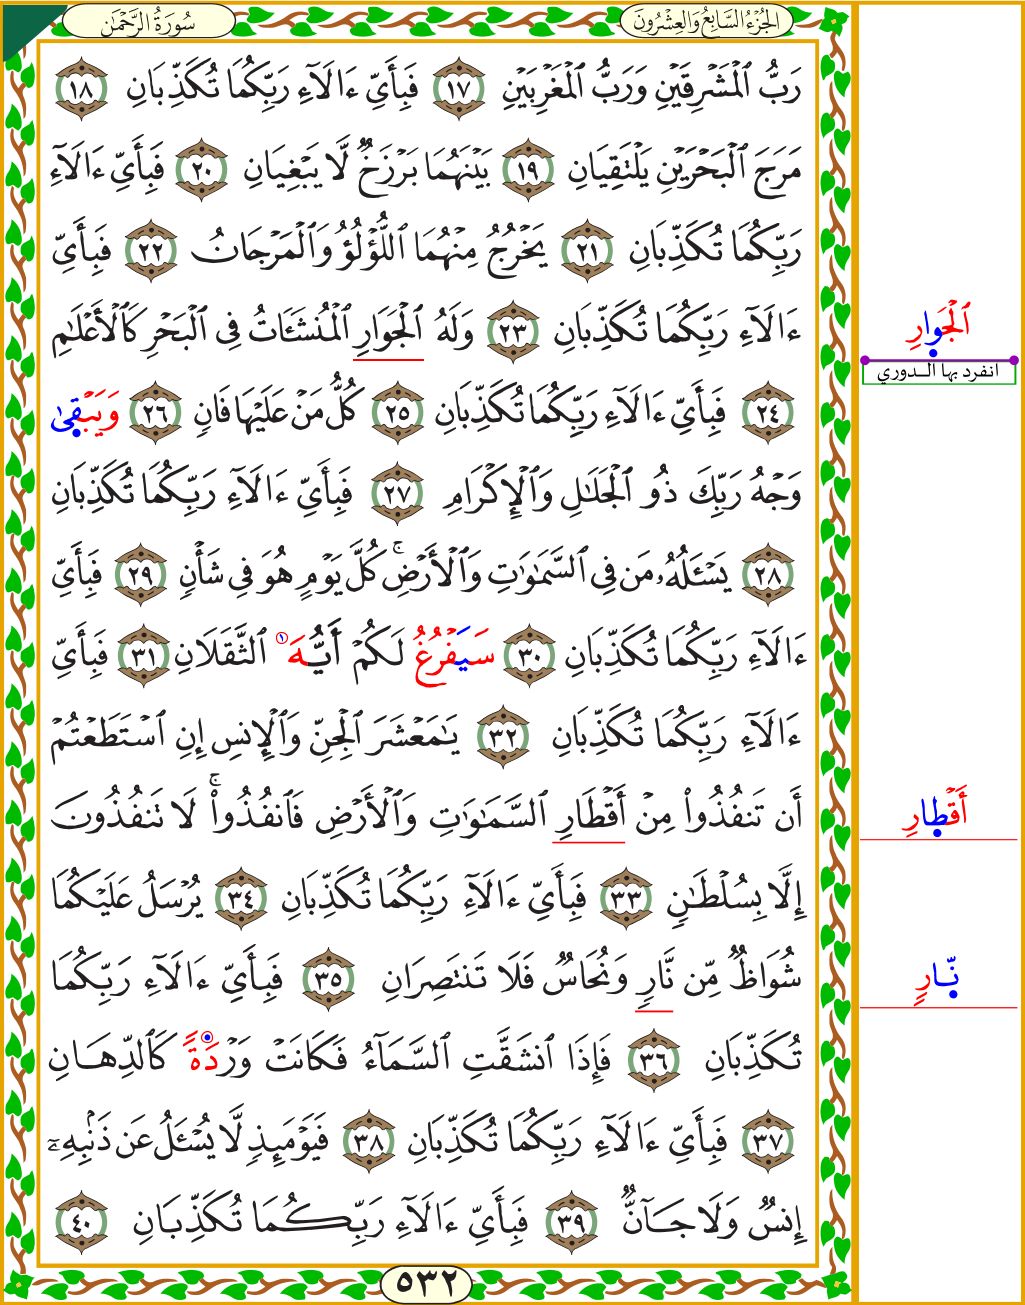 سُورَةُ الرَّحْمَٰن
الجُزْءُ السَّابِعُ وَالعِشْرُونَ
رَبُّ ٱلْمَشْرِقَيْنِ وَرَبُّ ٱلْمَغْرِبَيْنِ ١٧ فَبِأَيِّ ءَالَآءِ رَبِّكُمَا تُكَذِّبَانِ ١٨
مَرَجَ ٱلْبَحْرَيْنِ يَلْتَقِيَانِ ١٩ بَيْنَهُمَا بَرْزَخٌ لَّا يَبْغِيَانِ ٢٠ فَبِأَيِّ ءَالَآءِ
رَبِّكُمَا تُكَذِّبَانِ ٢١ يَخْرُجُ مِنْهُمَا ٱللُّؤْلُؤُ وَٱلْمَرْجَانُ ٢٢ فَبِأَيِّ
ءَالَآءِ رَبِّكُمَا تُكَذِّبَانِ ٢٣ وَلَهُ ٱلْجَوَارِ ٱلْمُنشَـَٔاتُ فِى ٱلْبَحْرِ كَٱلْأَعْلَٰمِ
ٱلْجَوارِ
انفرد بها الـدوري
٢٤ فَبِأَيِّ ءَالَآءِ رَبِّكُمَا تُكَذِّبَانِ ٢٥ كُلُّ مَنْ عَلَيْهَا فَانٍ ٢٦ وَيَبْقِىٰ
وَجْهُ رَبِّكَ ذُو ٱلْجَلَٰلِ وَٱلْإِكْرَامِ ٢٧ فَبِأَيِّ ءَالَآءِ رَبِّكُمَا تُكَذِّبَانِ
٢٨ يَسْـَٔلُهُۥ مَن فِى ٱلسَّمَٰوَٰتِ وَٱلْأَرْضِۚ كُلَّ يَوْمٍ هُوَ فِى شَأْنٍ ٢٩ فَبِأَيِّ
ءَالَآءِ رَبِّكُمَا تُكَذِّبَانِ ٣٠ سَيَفْرُغُ لَكُمْ أَيُّهَ ١ ٱلثَّقَلَانِ ٣١ فَبِأَيِّ
ءَالَآءِ رَبِّكُمَا تُكَذِّبَانِ ٣٢ يَٰمَعْشَرَ ٱلْجِنِّ وَٱلْإِنسِ إِنِ ٱسْتَطَعْتُمْ
أَن تَنفُذُوا۟ مِنْ أَقْطَارِ ٱلسَّمَٰوَٰتِ وَٱلْأَرْضِ فَٱنفُذُوا۟ۚ لَا تَنفُذُونَ
أَقْطِارِ
إِلَّا بِسُلْطَٰنٍ ٣٣ فَبِأَيِّ ءَالَآءِ رَبِّكُمَا تُكَذِّبَانِ ٣٤ يُرْسَلُ عَلَيْكُمَا
شُوَاظٌ مِّن نَّارٍ وَنُحَاسٌ فَلَا تَنتَصِرَانِ ٣٥ فَبِأَيِّ ءَالَآءِ رَبِّكُمَا
نِّارٍ
تُكَذِّبَانِ ٣٦ فَإِذَا ٱنشَقَّتِ ٱلسَّمَآءُ فَكَانَتْ وَرْدَةً كَٱلدِّهَانِ
٣٧ فَبِأَيِّ ءَالَآءِ رَبِّكُمَا تُكَذِّبَانِ ٣٨ فَيَوْمَئِذٍ لَّا يُسْـَٔلُ عَن ذَنۢبِهِۦٓ
إِنسٌ وَلَا جَآنٌّ ٣٩ فَبِأَيِّ ءَالَآءِ رَبِّكُمَا تُكَذِّبَانِ ٤٠
٥٣٢